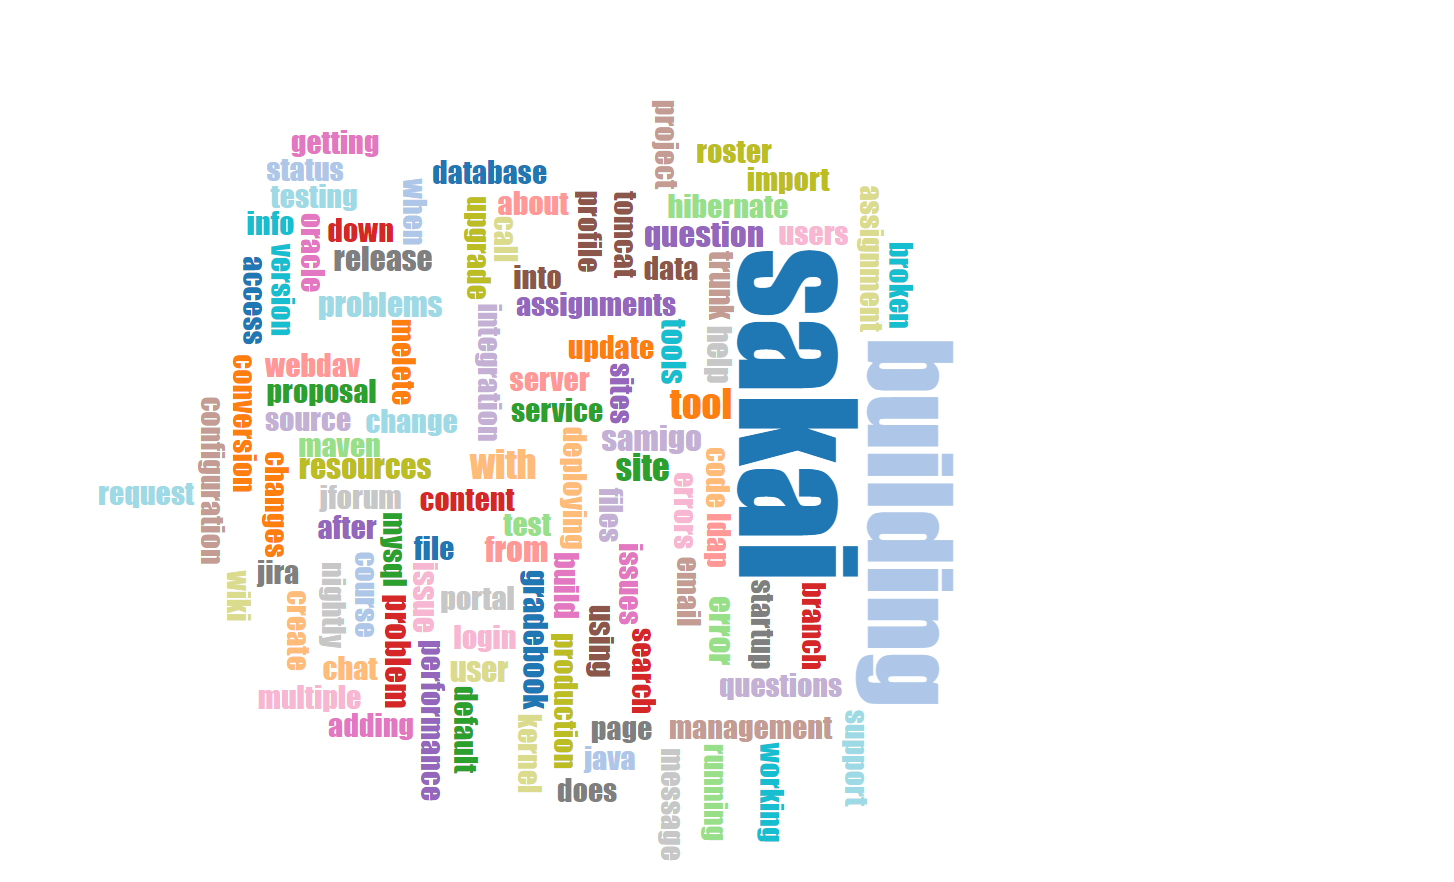 project
getting
roster
status
database
import
testing
when
about
hibernate
assignment
info
oracle
down
upgrade
call
profile
tomcat
question
users
version
access
release
into
data
trunk
sakai
broken
problems
assignments
integration
melete
update
tools
help
building
conversion
webdav
proposal
server
sites
configuration
source
change
service
tool
maven
deploying
samigo
changes
resources
with
site
code
request
jforum
content
files
errors
ldap
after
mysql
test
file
from
issues
jira
nightly
course
issue
build
email
wiki
create
problem
portal
gradebook
using
error
startup
branch
login
search
chat
performance
user
production
questions
multiple
default
adding
kernel
page
management
support
java
message
running
working
does